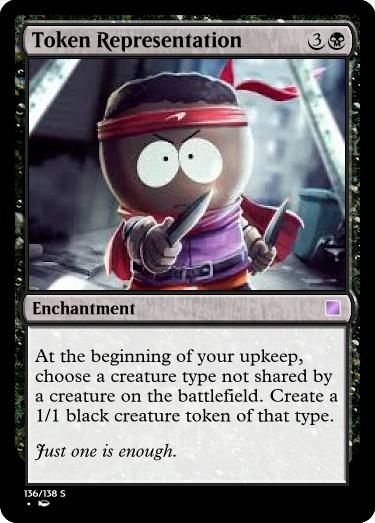 Token Representation 3
Enchantment
At the beginning of your upkeep,
choose a creature type not shared by
a creature on the battlefield. Create a
1/1 black creature token of that type.
Just one is enough.
136/138 S